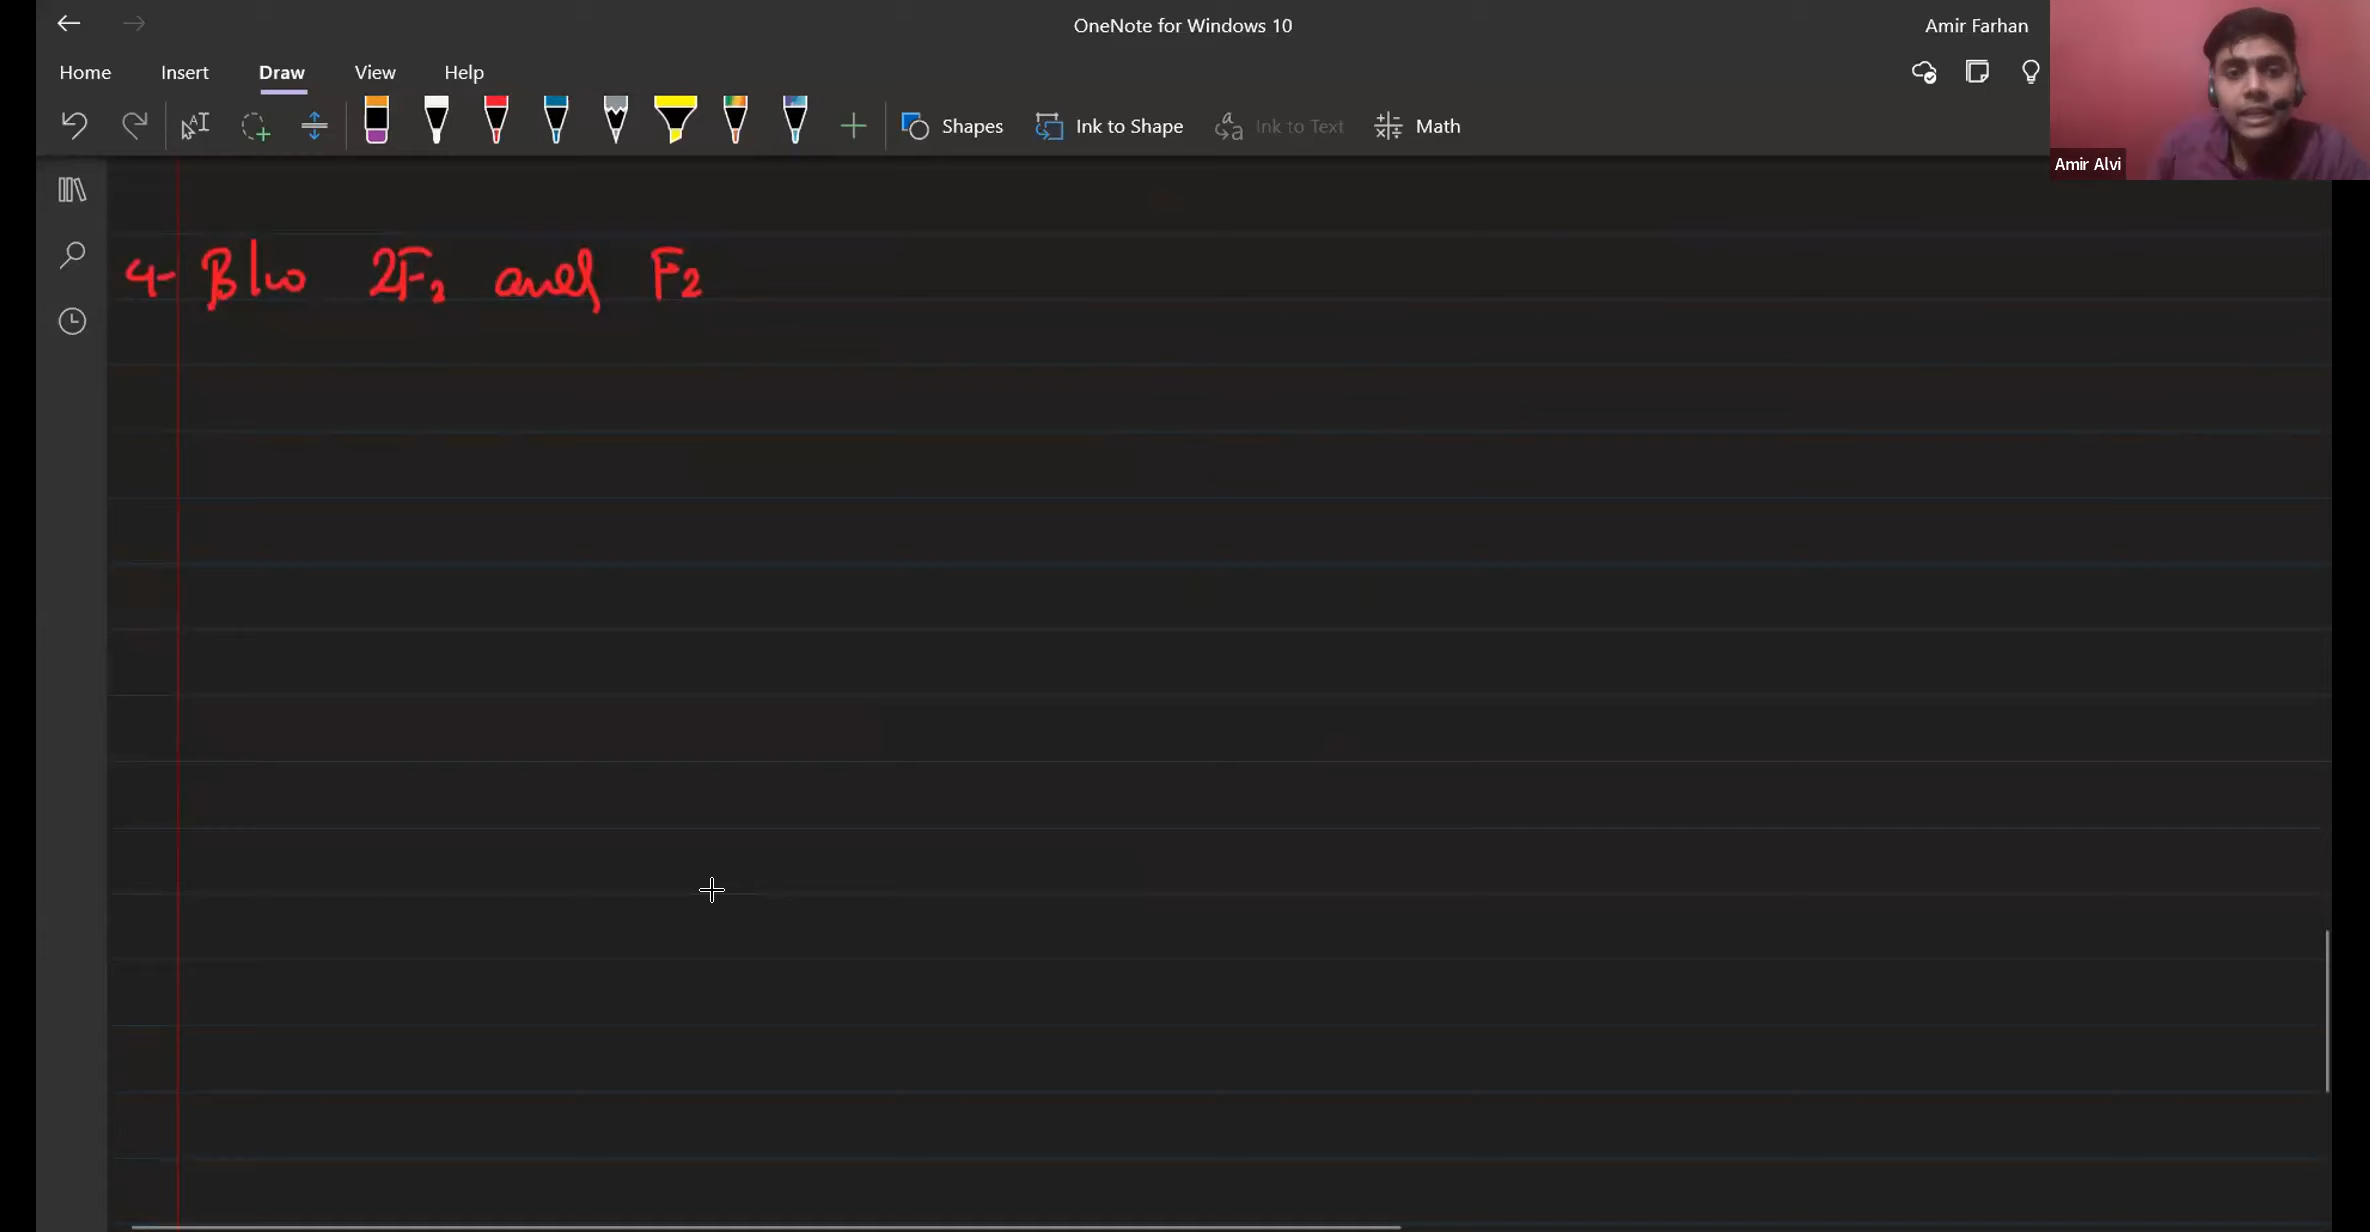 OneNote for Windows 10
Amir Farhan
Home Insert Draw View Help
Shapes Ink to Shape Ink to Text Math
Amir Alvi
4- B/w 2F2 and F2